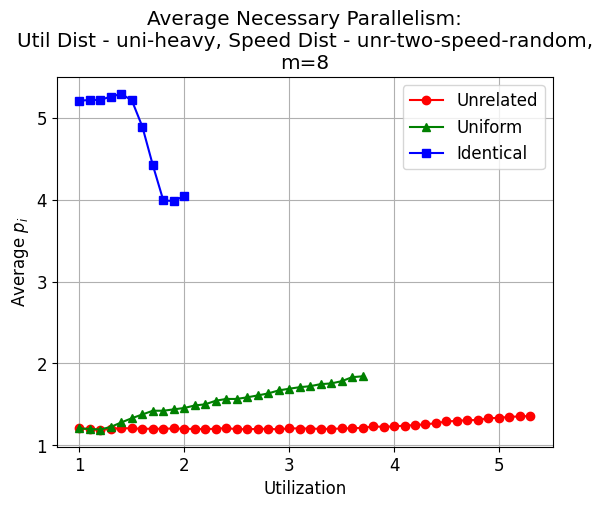 Average Necessary Parallelism:
Util Dist - uni-heavy, Speed Dist - unr-two-speed-random,
m=8
Unrelated
Uniform
Identical
Average $p_i$
5
4
3
2
1
1 2 3 4 5
Utilization